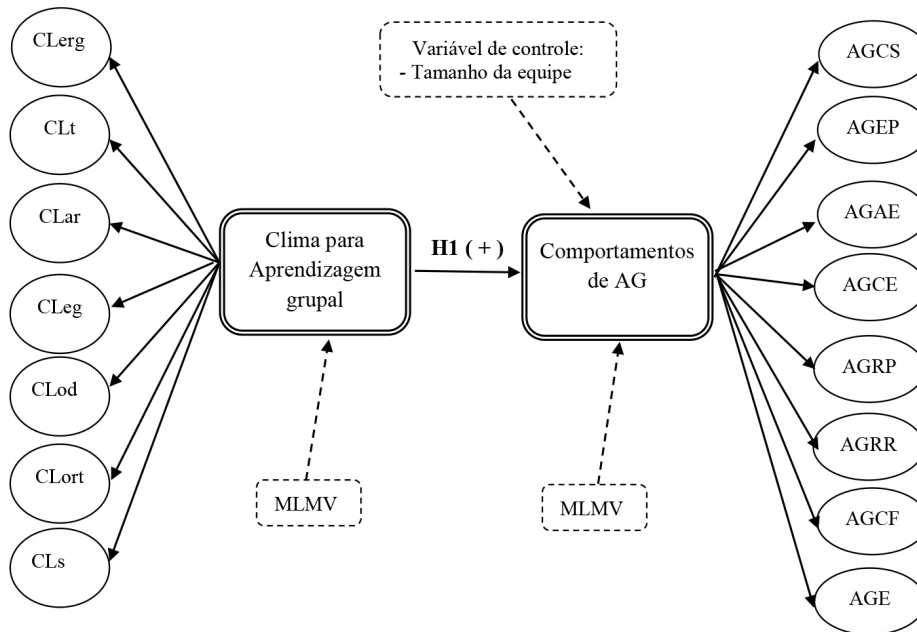 CLerg
CLt
CLar
CLeg
CLod
CLort
CLs
Clima para
Aprendizagem
grupal
MLMV
H1 ( + )
Variável de controle:
- Tamanho da equipe
Comportamentos
de AG
MLMV
AGCS
AGEP
AGAE
AGCE
AGRP
AGRR
AGCF
AGE